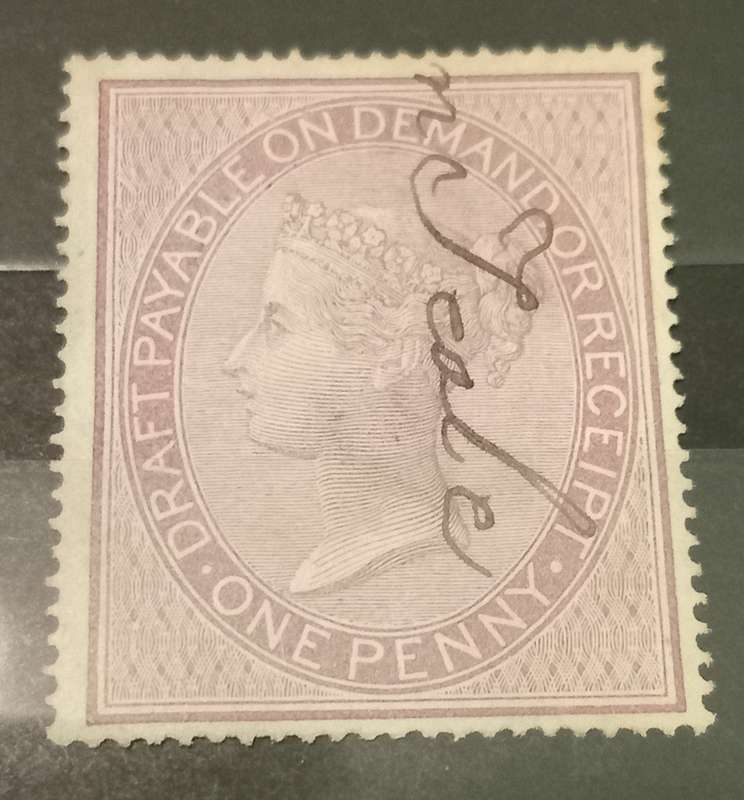 DRAFT PAYABLE ON DEMAND OR RECEIPT
ONE PENNY